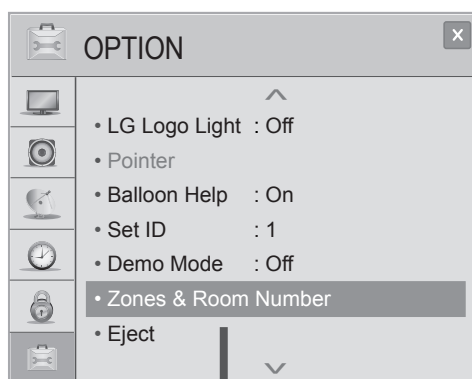 OPTION
x
• LG Logo Light : Off
• Pointer
• Balloon Help : On
• Set ID : 1
• Demo Mode : Off
• Zones & Room Number
• Eject